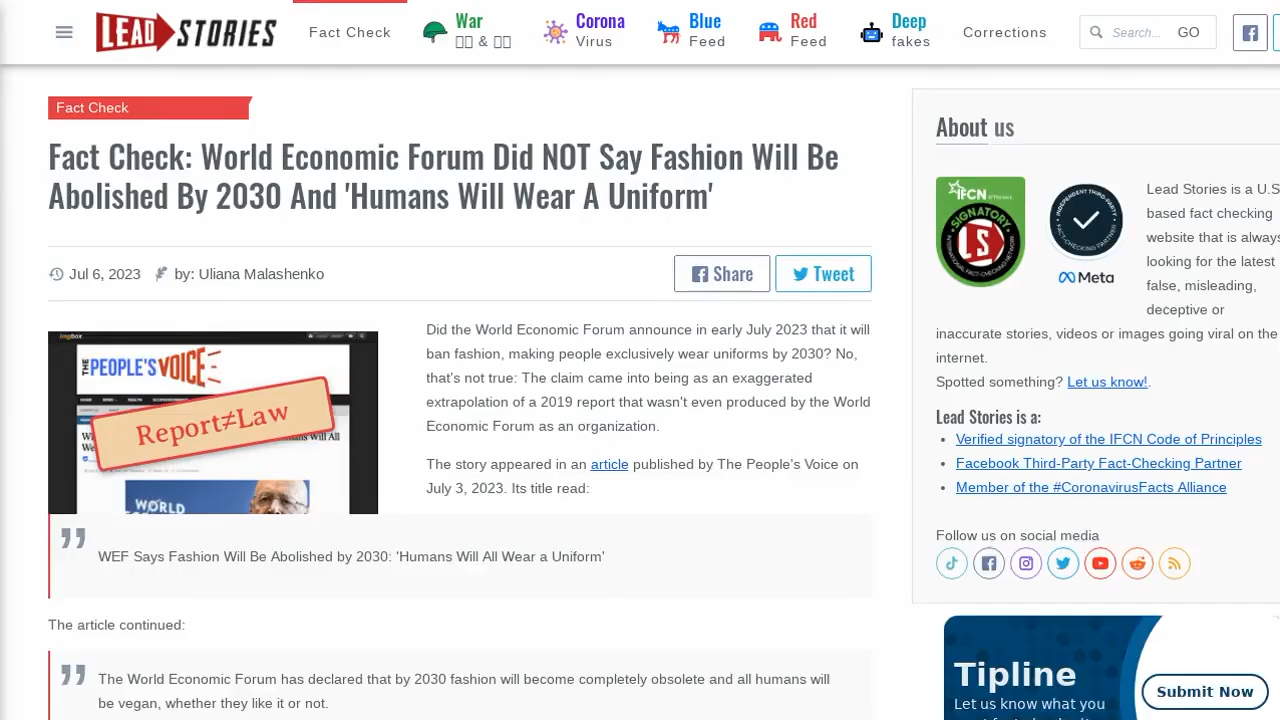 LEAD STORIES
Fact Check
War
&
Corona
Virus
Blue
Feed
Red
Feed
Deep
fakes
Corrections
Search...
GO
Fact Check
Fact Check: World Economic Forum Did NOT Say Fashion Will Be
Abolished By 2030 And 'Humans Will Wear A Uniform'
Jul 6, 2023 by: Uliana Malashenko
Share
Tweet
imgbox
THE PEOPLE'S VOICE
Report≠Law
WORLD
Did the World Economic Forum announce in early July 2023 that it will
ban fashion, making people exclusively wear uniforms by 2030? No,
that's not true: The claim came into being as an exaggerated
extrapolation of a 2019 report that wasn't even produced by the World
Economic Forum as an organization.
The story appeared in an article published by The People's Voice on
July 3, 2023. Its title read:
WEF Says Fashion Will Be Abolished by 2030: 'Humans Will All Wear a Uniform'
The article continued:
The World Economic Forum has declared that by 2030 fashion will become completely obsolete and all humans will
be vegan, whether they like it or not.
About us
IFCN
SIGNATORY
LS
INTERNATIONAL FACT-CHECKING NETWORK
INDEPENDENT THIRD-PARTY
FACT-CHECKING PARTNER
Meta
Lead Stories is a U.S
based fact checking
website that is always
looking for the latest
false, misleading,
deceptive or
inaccurate stories, videos or images going viral on the
internet.
Spotted something? Let us know!.
Lead Stories is a:
Verified signatory of the IFCN Code of Principles
Facebook Third-Party Fact-Checking Partner
Member of the #CoronavirusFacts Alliance
Follow us on social media
Tipline
Let us know what you
Submit Now